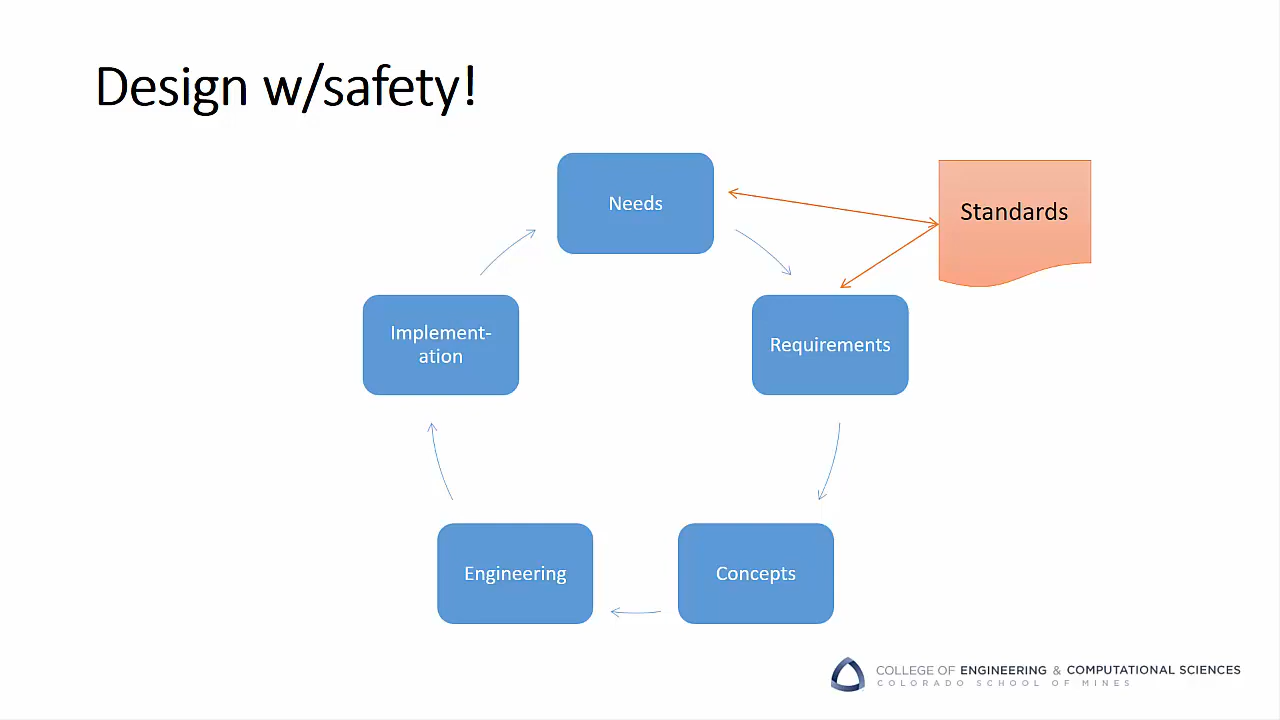 Design w/safety!
Needs
Standards
Implement-
ation
Requirements
Engineering
Concepts
COLLEGE OF ENGINEERING & COMPUTATIONAL SCIENCES
COLORADO SCHOOL OF MINES